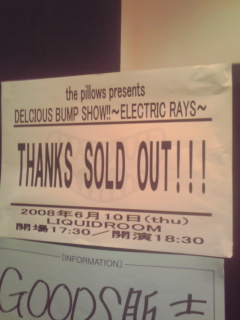 the pillows presents
DELCIOUS BUMP SHOW!!～ELECTRIC RAYS～
THANKS SOLD OUT!!!
2008年6月10日(thu)
LIQUIDROOM
開場17:30／開演18:30
(INFORMATION)
GOODS販売